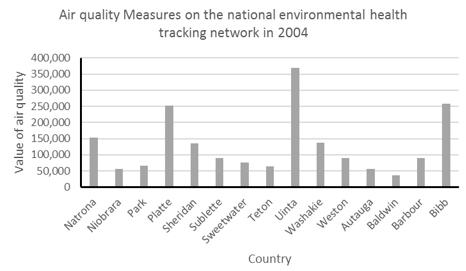 Air quality Measures on the national environmental health
tracking network in 2004
Value of air quality
400,000
350,000
300,000
250,000
200,000
150,000
100,000
50,000
0
Natrona
Niobrara
Park
Platte
Sheridan
Sublette
Sweetwater
Teton
Uinta
Washakie
Weston
Autauga
Baldwin
Barbour
Bibb
Country